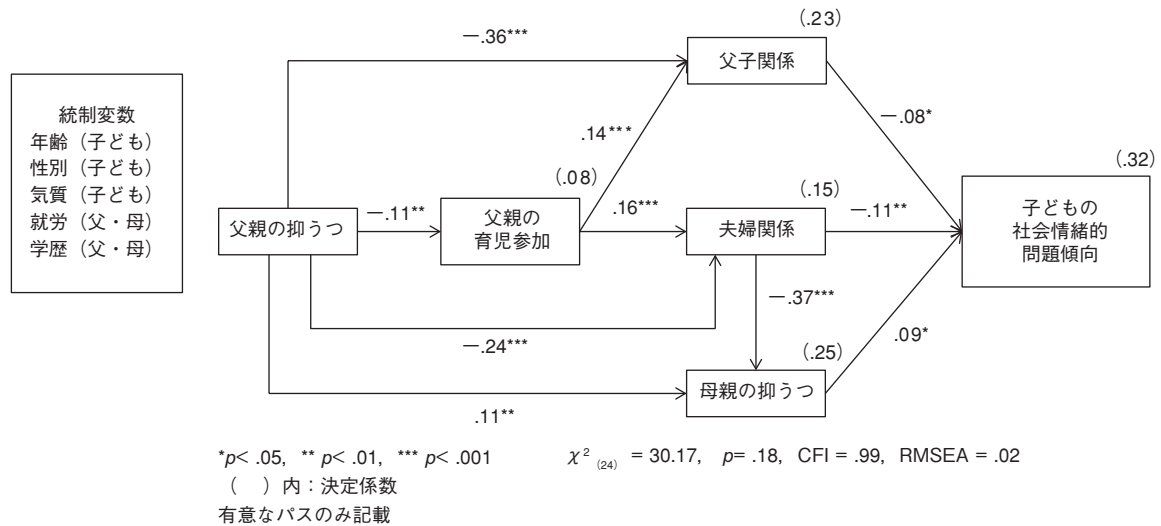 (.23)
−.36***
父子関係
統制変数
年齢（子ども）
性別（子ども）
気質（子ども）
就労（父・母）
学歴（父・母）
.14***
−.08*
(.32)
(.08)
(.15)
父親の抑うつ
−.11**
父親の
育児参加
.16***
夫婦関係
−.11**
子どもの
社会情緒的
問題傾向
−.37***
−.24***
(.25)
.09*
母親の抑うつ
.11**
*p< .05, ** p< .01, *** p< .001
χ² (24) = 30.17, p= .18, CFI = .99, RMSEA = .02
（　）内：決定係数
有意なパスのみ記載